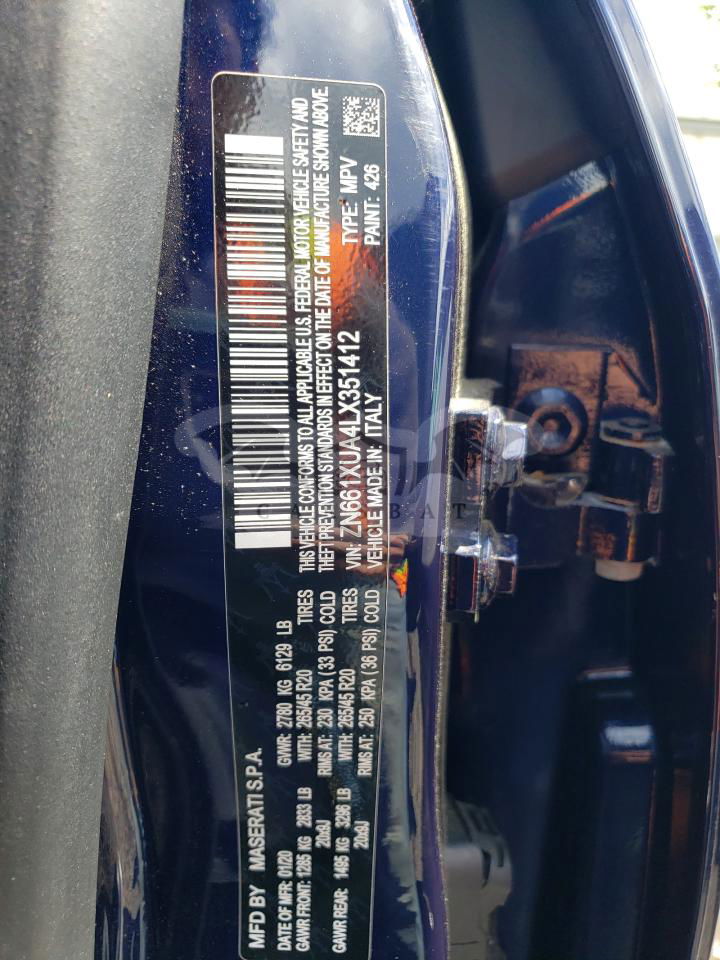 MFD BY MASERATI S.P.A.
DATE OF MFR: 01/20 GVWR: 2780 KG 6129 LB
GAWR FRONT: 1285 KG 2833 LB WITH: 265/45 R20 TIRES
20x9J RIMS AT: 230 KPA (33 PSI) COLD
GAWR REAR: 1495 KG 3296 LB WITH: 265/45 R20 TIRES
20x9J RIMS AT: 250 KPA (36 PSI) COLD
THIS VEHICLE CONFORMS TO ALL APPLICABLE U.S. FEDERAL MOTOR VEHICLE SAFETY AND
THEFT PREVENTION STANDARDS IN EFFECT ON THE DATE OF MANUFACTURE SHOWN ABOVE.
VIN: ZN661XUA4LX351412 TYPE: MPV
VEHICLE MADE IN: ITALY PAINT: 426